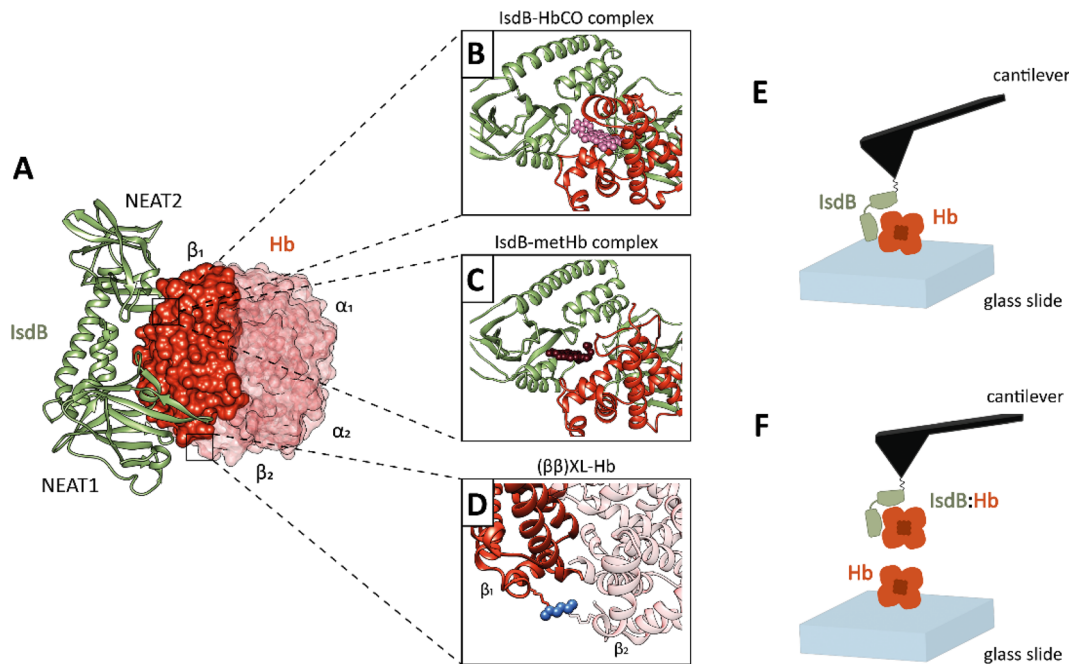 A
NEAT2
β1
Hb
α1
IsdB
α2
NEAT1
β2
IsdB-HbCO complex
B
IsdB-metHb complex
C
(ββ)XL-Hb
D
β1
β2
E
cantilever
IsdB
Hb
glass slide
F
cantilever
IsdB:Hb
Hb
glass slide